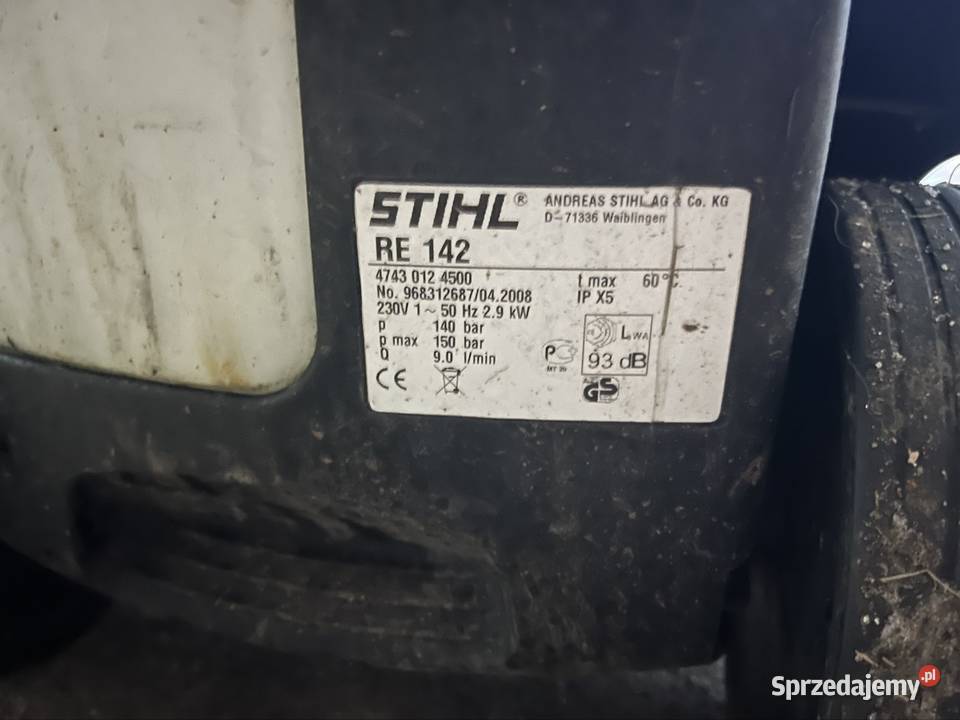 STIHL® ANDREAS STIHL AG & Co. KG
D-71336 Waiblingen
RE 142
4743 012 4500 t max 60°C
No. 968312687/04.2008 IP X5
230V 1~50 Hz 2.9 kW
p 140 bar
p max 150 bar
Q 9.0 l/min
LWA
93 dB
CE
P
MT 20
GS
Sprzedajemy.pl